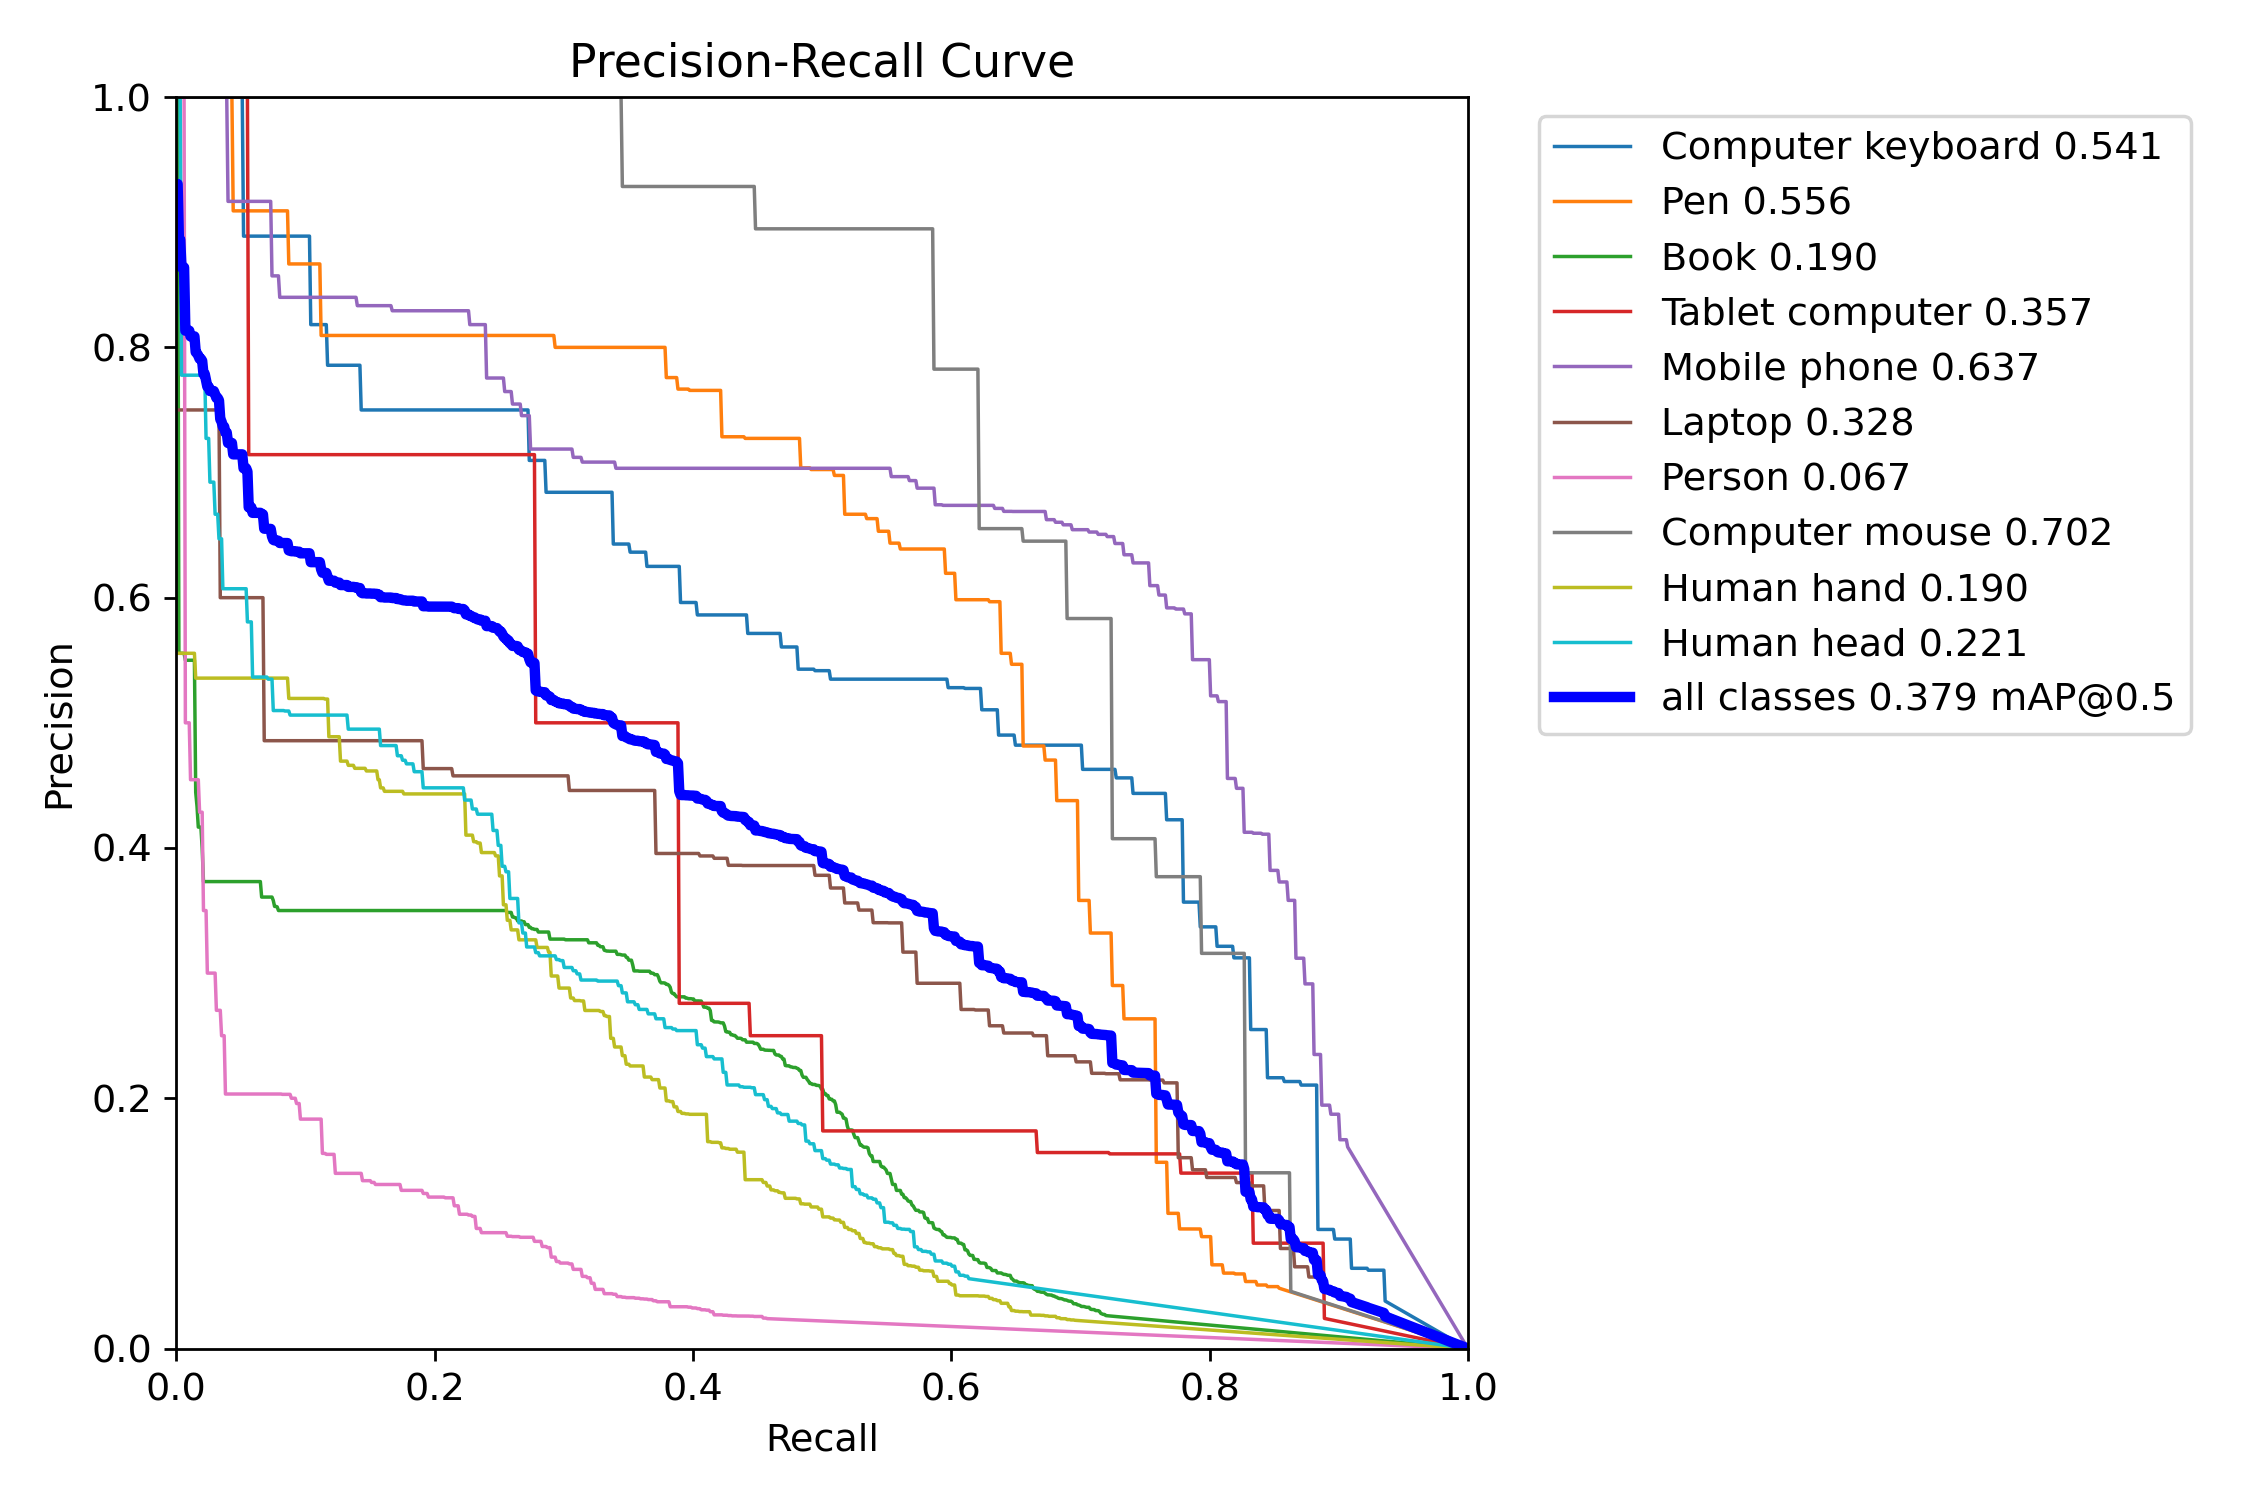 Precision-Recall Curve
1.0
0.8
0.6
0.4
0.2
0.0
Precision
0.0 0.2 0.4 0.6 0.8 1.0
Recall
Computer keyboard 0.541
Pen 0.556
Book 0.190
Tablet computer 0.357
Mobile phone 0.637
Laptop 0.328
Person 0.067
Computer mouse 0.702
Human hand 0.190
Human head 0.221
all classes 0.379 mAP@0.5